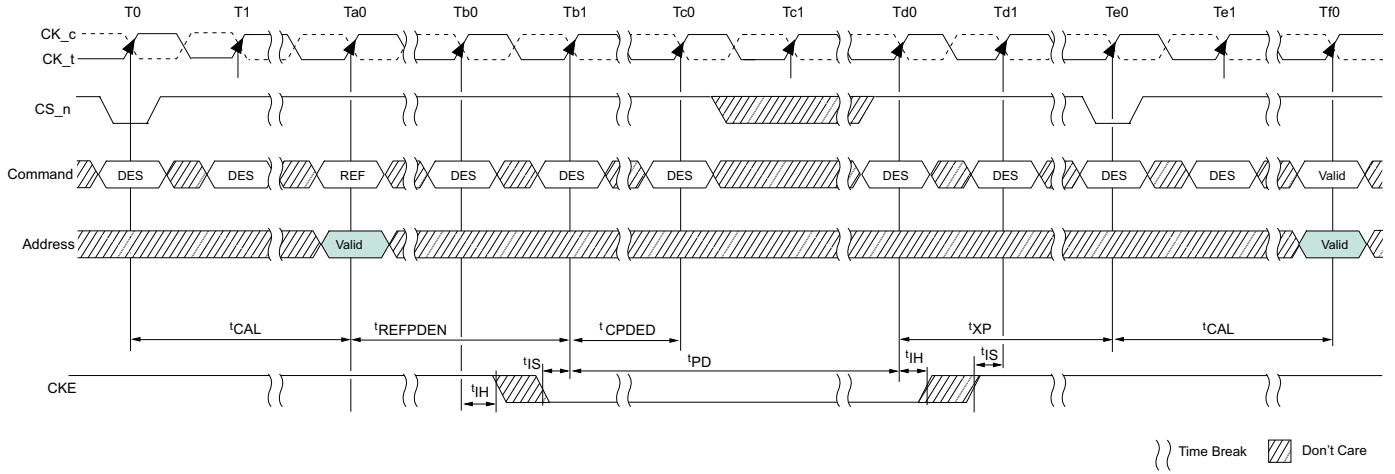 T0 T1 Ta0 Tb0 Tb1 Tc0 Tc1 Td0 Td1 Te0 Te1 Tf0
CK_c
CK_t
CS_n
Command DES DES REF DES DES DES DES DES DES DES Valid
Address Valid Valid
tCAL tREFPDEN tCPDED tXP tCAL
tIS tPD tIH tIS
CKE tIH
Time Break Don't Care